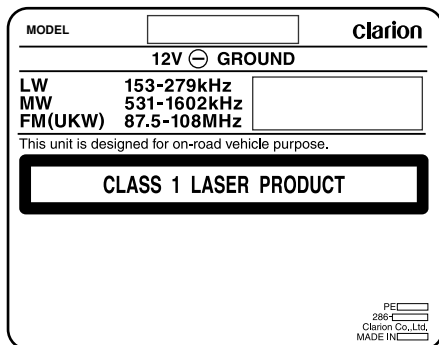 MODEL clarion
12V ⊖ GROUND
LW 153-279kHz
MW 531-1602kHz
FM(UKW) 87.5-108MHz
This unit is designed for on-road vehicle purpose.
CLASS 1 LASER PRODUCT
PE
286-
Clarion Co.,Ltd.
MADE IN